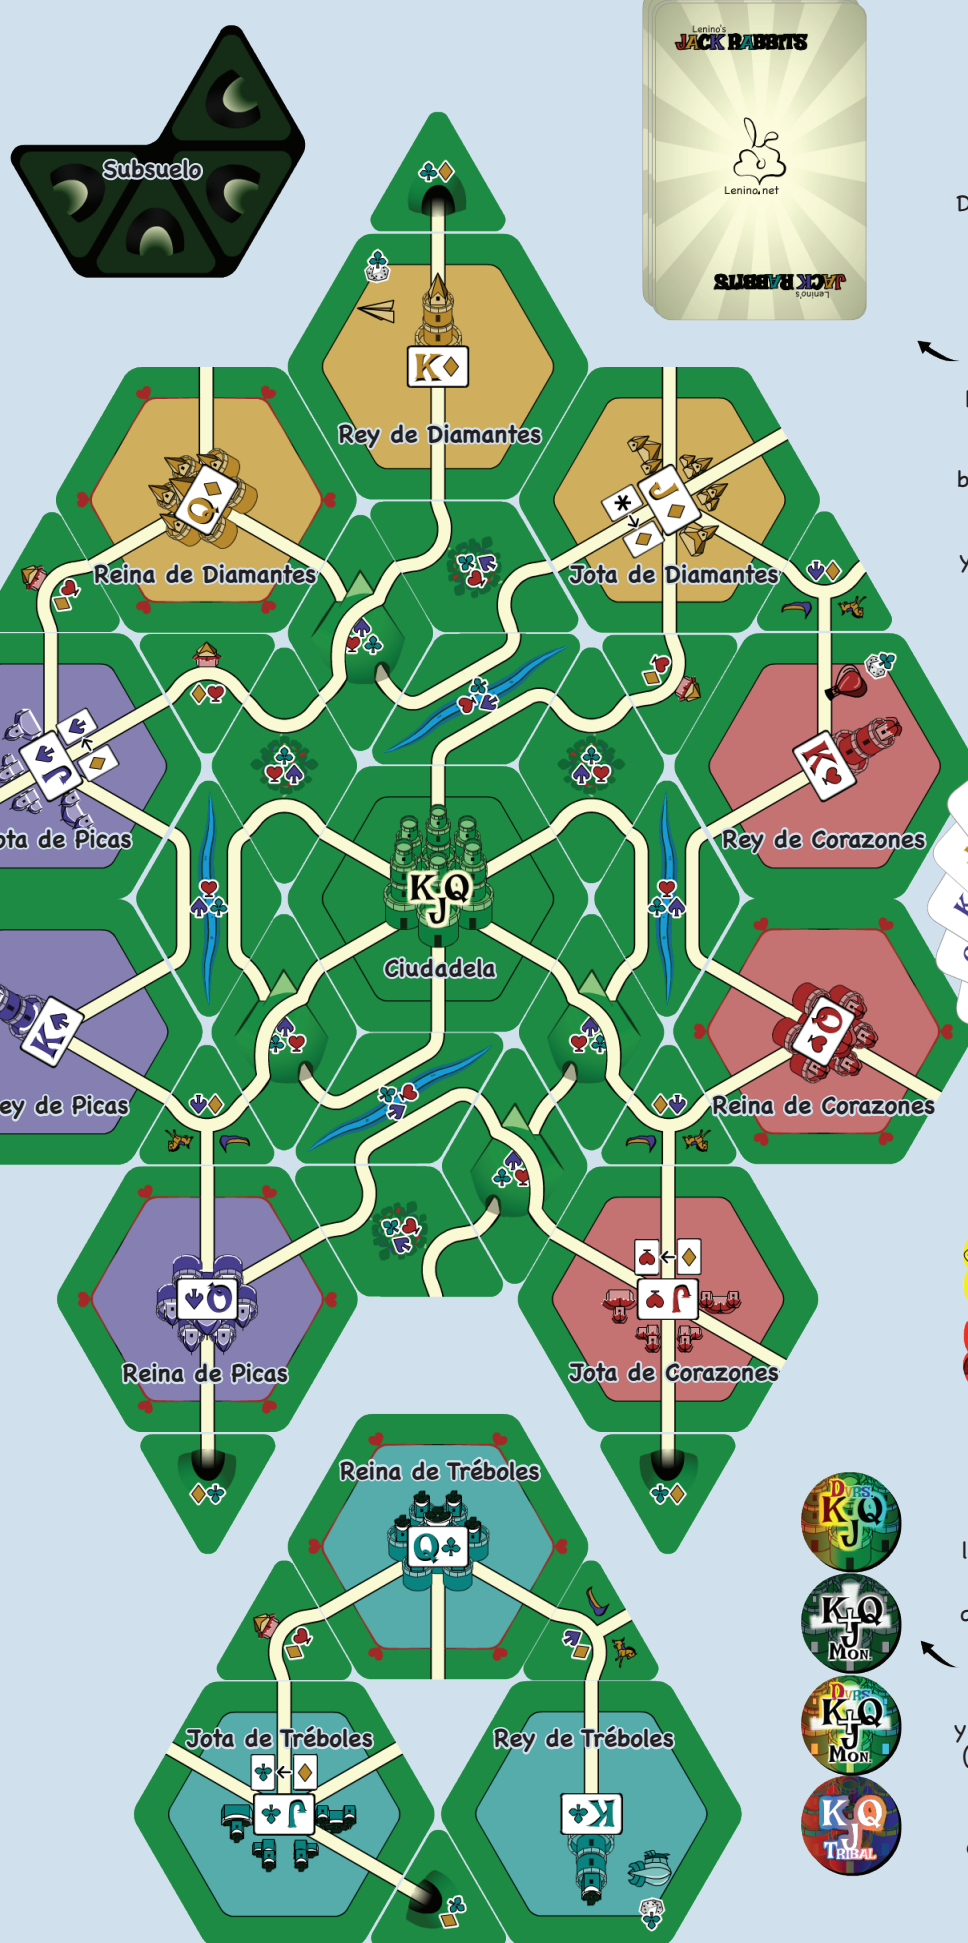 Lenino's
JACK RABBITS
Subsuelo
Lenino.net
Lenino's
JACK RABBITS
K
Rey de Diamantes
Q
J
*
Reina de Diamantes
Jota de Diamantes
J
K
ota de Picas
Rey de Corazones
K Q
J
Ciudadela
K
Q
ey de Picas
Reina de Corazones
Q
J
Reina de Picas
Jota de Corazones
Reina de Tréboles
Q
DVRS.
K Q
J
K Q
J
MON.
Jota de Tréboles
Rey de Tréboles
DVRS.
K Q
J
MON.
J
K
K Q
J
TRIBAL